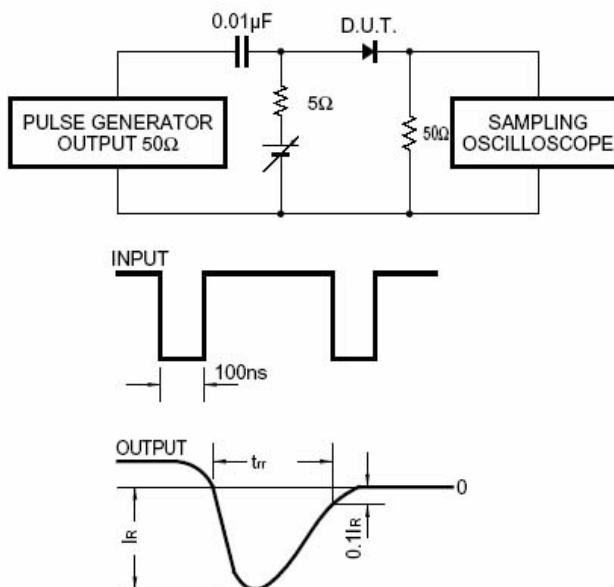 0.01µF
D.U.T.
5Ω
50Ω
PULSE GENERATOR
OUTPUT 50Ω
SAMPLING
OSCILLOSCOPE
INPUT
100ns
OUTPUT
trr
0
IR
0.1IR